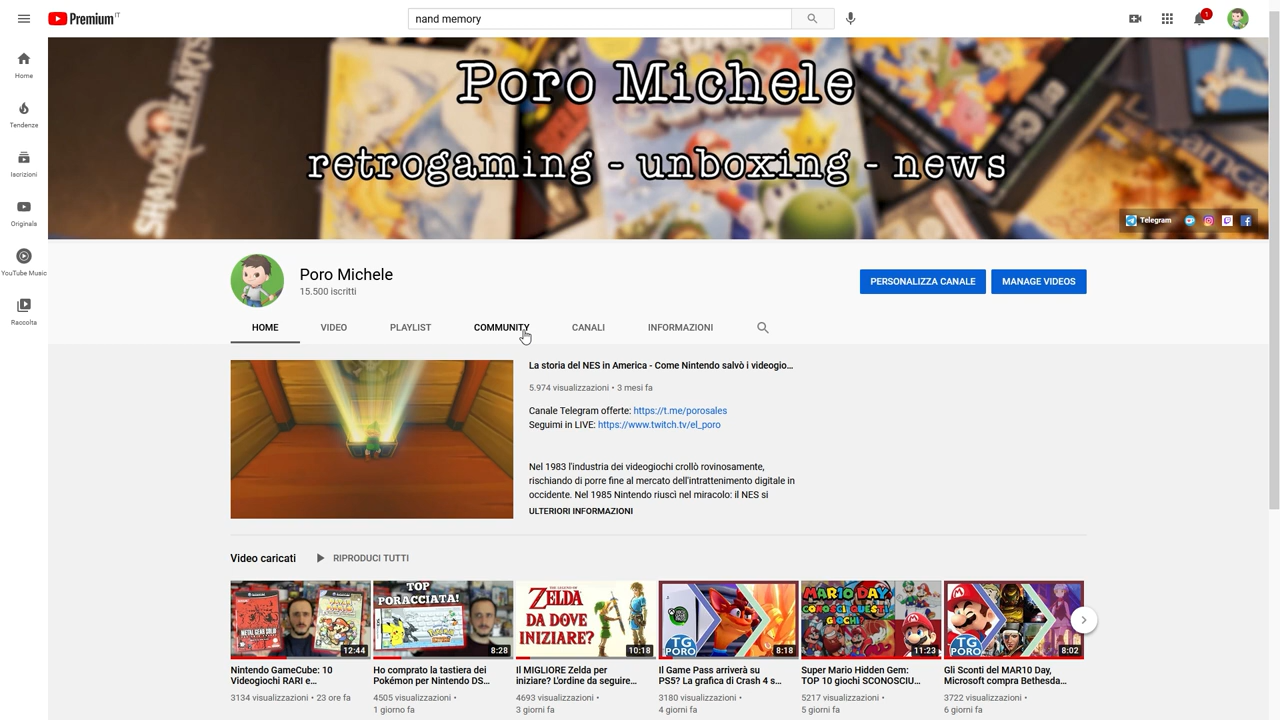 Premium IT
nand memory
1
Home
Tendenze
Iscrizioni
Originals
YouTube Music
Raccolta
SHADOW HEARTS
Poro Michele
retrogaming - unboxing - news
Telegram
Poro Michele
15.500 iscritti
PERSONALIZZA CANALE
MANAGE VIDEOS
HOME
VIDEO
PLAYLIST
COMMUNITY
CANALI
INFORMAZIONI
La storia del NES in America - Come Nintendo salvò i videogio...
5.974 visualizzazioni • 3 mesi fa
Canale Telegram offerte: https://t.me/porosales
Seguimi in LIVE: https://www.twitch.tv/el_poro
Nel 1983 l'industria dei videogiochi crollò rovinosamente,
rischiando di porre fine al mercato dell'intrattenimento digitale in
occidente. Nel 1985 Nintendo riuscì nel miracolo: il NES si
ULTERIORI INFORMAZIONI
Video caricati
RIPRODUCI TUTTI
METAL GEAR SOLID
12:44
Nintendo GameCube: 10
Videogiochi RARI e...
3134 visualizzazioni • 23 ore fa
TOP
PORACCIATA!
8:28
Ho comprato la tastiera dei
Pokémon per Nintendo DS...
4505 visualizzazioni •
1 giorno fa
ZELDA
DA DOVE
INIZIARE?
10:18
Il MIGLIORE Zelda per
iniziare? L'ordine da seguire...
4693 visualizzazioni •
3 giorni fa
TG
PORO
8:18
Il Game Pass arriverà su
PS5? La grafica di Crash 4 s...
3180 visualizzazioni •
4 giorni fa
MARIO DAY
CONOSCI QUESTI
GIOCHI?
11:23
Super Mario Hidden Gem:
TOP 10 giochi SCONOSCIU...
5217 visualizzazioni •
5 giorni fa
TG
PORO
8:02
Gli Sconti del MAR10 Day,
Microsoft compra Bethesda...
3722 visualizzazioni •
6 giorni fa